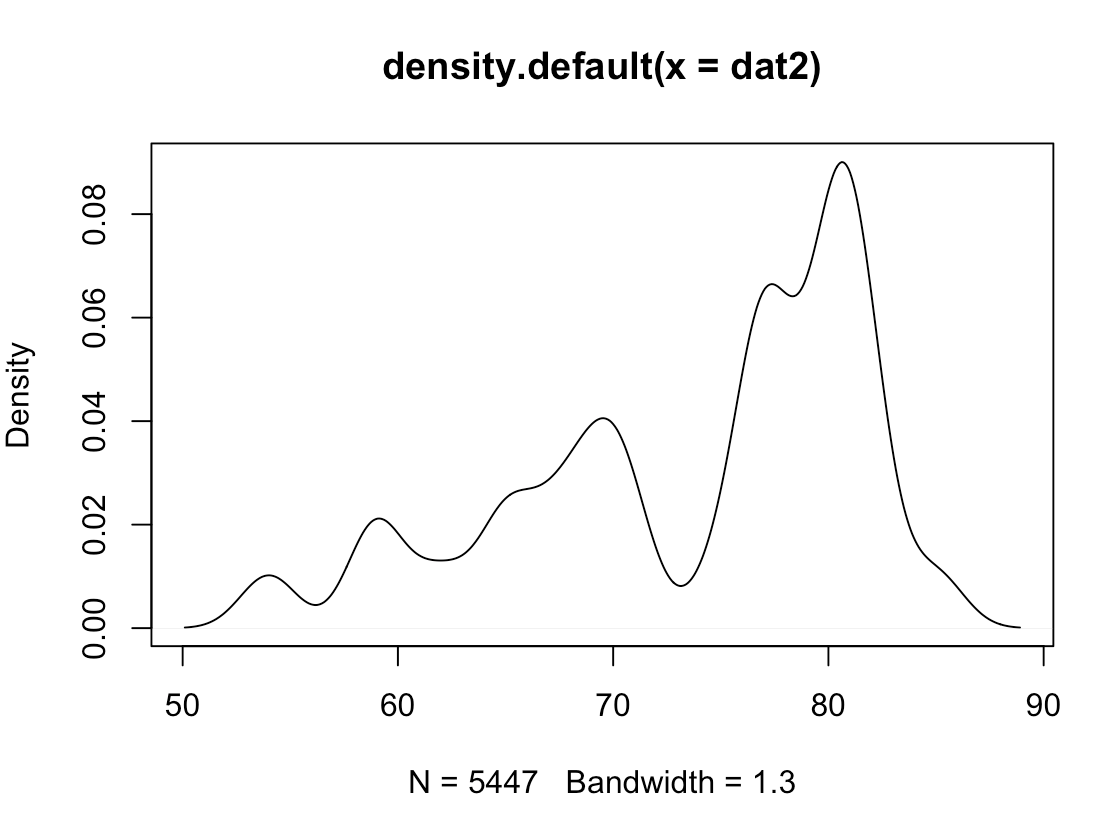 density.default(x = dat2)
Density
0.08
0.06
0.04
0.02
0.00
50 60 70 80 90
N = 5447 Bandwidth = 1.3